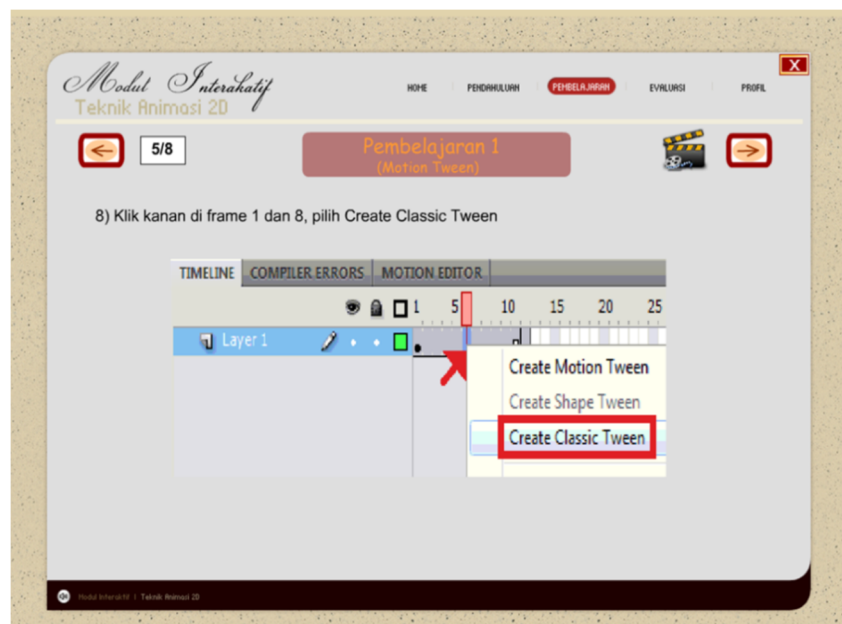 X
Modul Interakatif
Teknik Animasi 2D
HOME PENDAHULUAN PEMBELAJARAN EVALUASI PROFIL
5/8
Pembelajaran 1
(Motion Tween)
8) Klik kanan di frame 1 dan 8, pilih Create Classic Tween
TIMELINE COMPILER ERRORS MOTION EDITOR
1 5 10 15 20 25
Layer 1
Create Motion Tween
Create Shape Tween
Create Classic Tween
Modul Interaktif | Teknik Animasi 2D